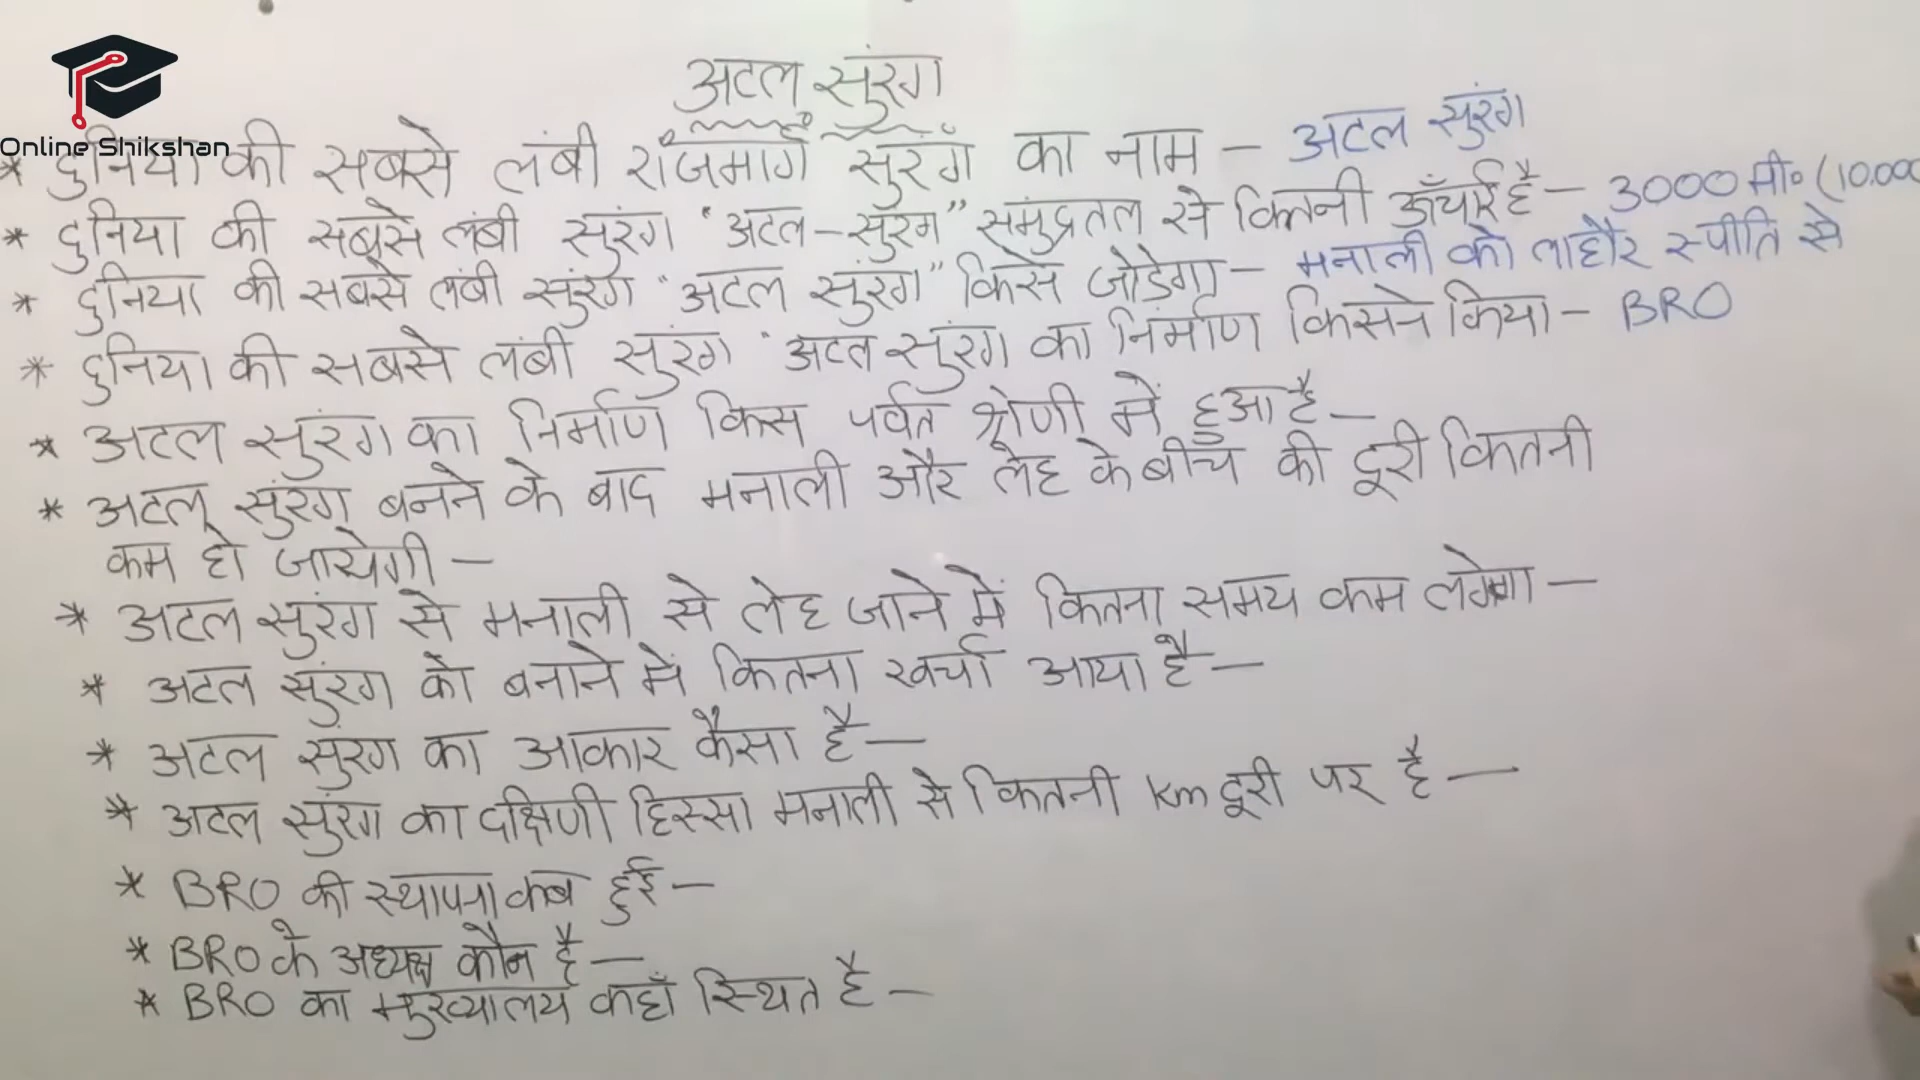 अटल सुरंग
Online Shikshan
* दुनिया की सबसे लंबी राजमार्ग सुरंग का नाम - अटल सुरंग
* दुनिया की सबसे लंबी सुरंग "अटल-सुरंग" समुंद्रतल से कितनी ऊँचाई है - 3000 मी० (10.000
* दुनिया की सबसे लंबी सुरंग "अटल सुरंग" किसे जोड़ेगा - मनाली को लाहौर स्पीति से
* दुनिया की सबसे लंबी सुरंग "अटल सुरंग का निर्माण किसने किया - BRO
* अटल सुरंग का निर्माण किस पर्वत श्रेणी में हुआ है -
* अटल सुरंग बनने के बाद मनाली और लेह के बीच की दूरी कितनी
कम हो जायेगी -
* अटल सुरंग से मनाली से लेह जाने में कितना समय कम लगेगा -
* अटल सुरंग को बनाने में कितना खर्चा आया है -
* अटल सुरंग का आकार कैसा है -
* अटल सुरंग का दक्षिणी हिस्सा मनाली से कितनी km दूरी पर है -
* BRO की स्थापना कब हुई -
* BRO के अध्यक्ष कौन है -
* BRO का मुख्यालय कहाँ स्थित है -